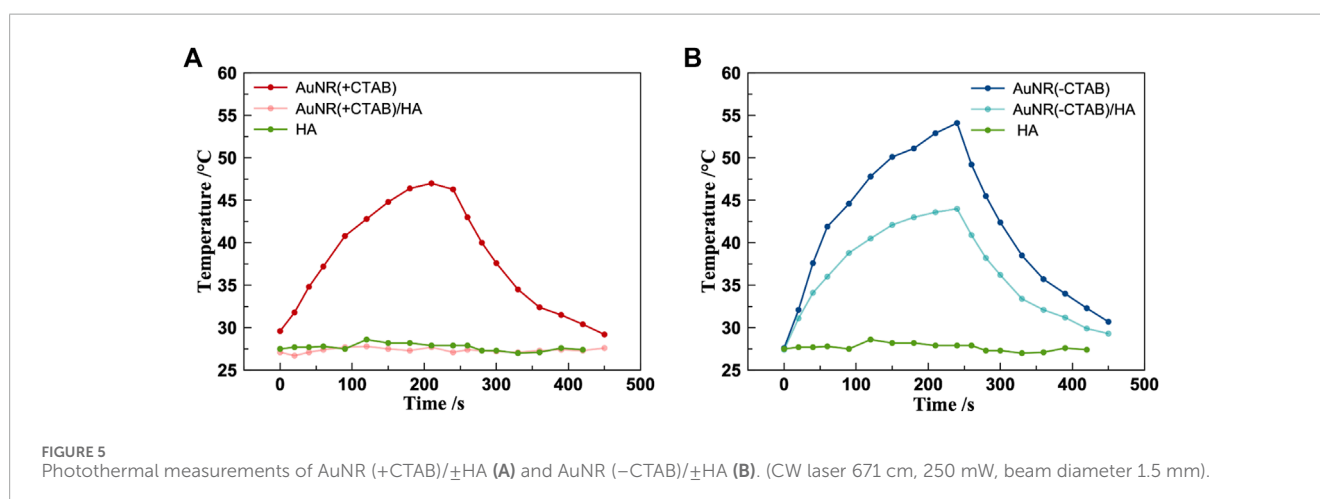 A
60
55
50
45
40
35
30
25
Temperature /°C
AuNR(+CTAB)
AuNR(+CTAB)/HA
HA
0 100 200 300 400 500
Time /s
B
60
55
50
45
40
35
30
25
Temperature /°C
AuNR(-CTAB)
AuNR(-CTAB)/HA
HA
0 100 200 300 400 500
Time /s
FIGURE 5
Photothermal measurements of AuNR (+CTAB)/±HA (A) and AuNR (−CTAB)/±HA (B). (CW laser 671 cm, 250 mW, beam diameter 1.5 mm).